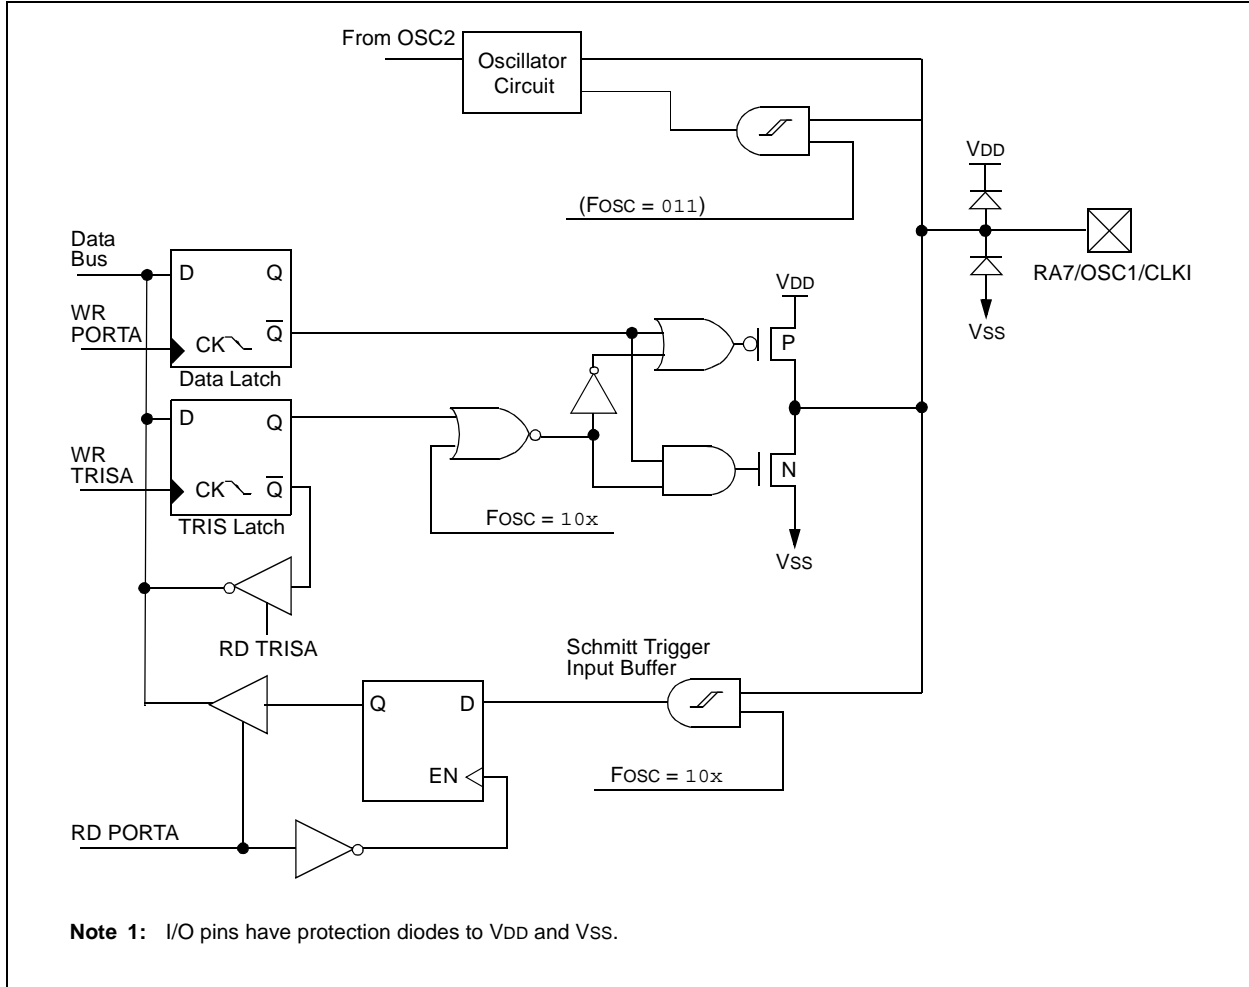 From OSC2
Oscillator
Circuit
VDD
(FOSC = 011)
Data
Bus
D Q
RA7/OSC1/CLKI
VDD
WR
PORTA
CK Q̅
P
VSS
Data Latch
D Q
WR
TRISA
CK Q̅
N
TRIS Latch
FOSC = 10x
VSS
RD TRISA
Schmitt Trigger
Input Buffer
Q D
EN
FOSC = 10x
RD PORTA
Note 1: I/O pins have protection diodes to VDD and VSS.